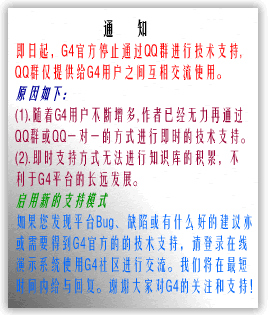 通 知
即日起，G4官方停止通过QQ群进行技术支持，
QQ群仅提供给G4用户之间互相交流使用。
原因如下：
(1).随着G4用户不断增多,作者已经无力再通过
QQ群或QQ一对一的方式进行即时的技术支持。
(2).即时支持方式无法进行知识库的积累，不
利于G4平台的长远发展。
启用新的支持模式
如果您发现平台Bug、缺陷或有什么好的建议亦
或需要得到G4官方的的技术支持，请登录在线
演示系统使用G4社区进行交流。我们将在最短
时间内给与回复。谢谢大家对G4的关注和支持!